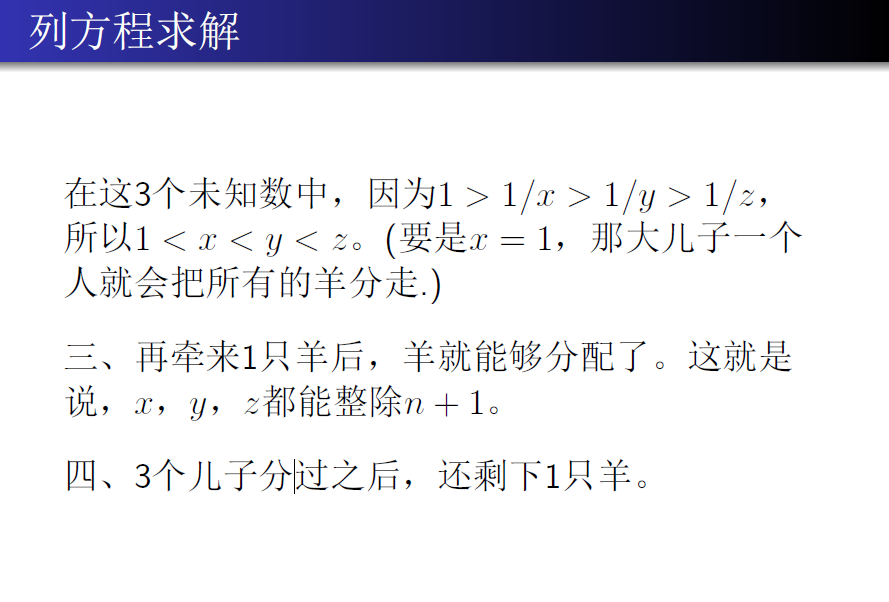 列方程求解
在这3个未知数中，因为1 > 1/x > 1/y > 1/z，
所以1 < x < y < z。(要是x = 1，那大儿子一个
人就会把所有的羊分走.)
三、再牵来1只羊后，羊就能够分配了。这就是
说，x，y，z都能整除n + 1。
四、3个儿子分过之后，还剩下1只羊。